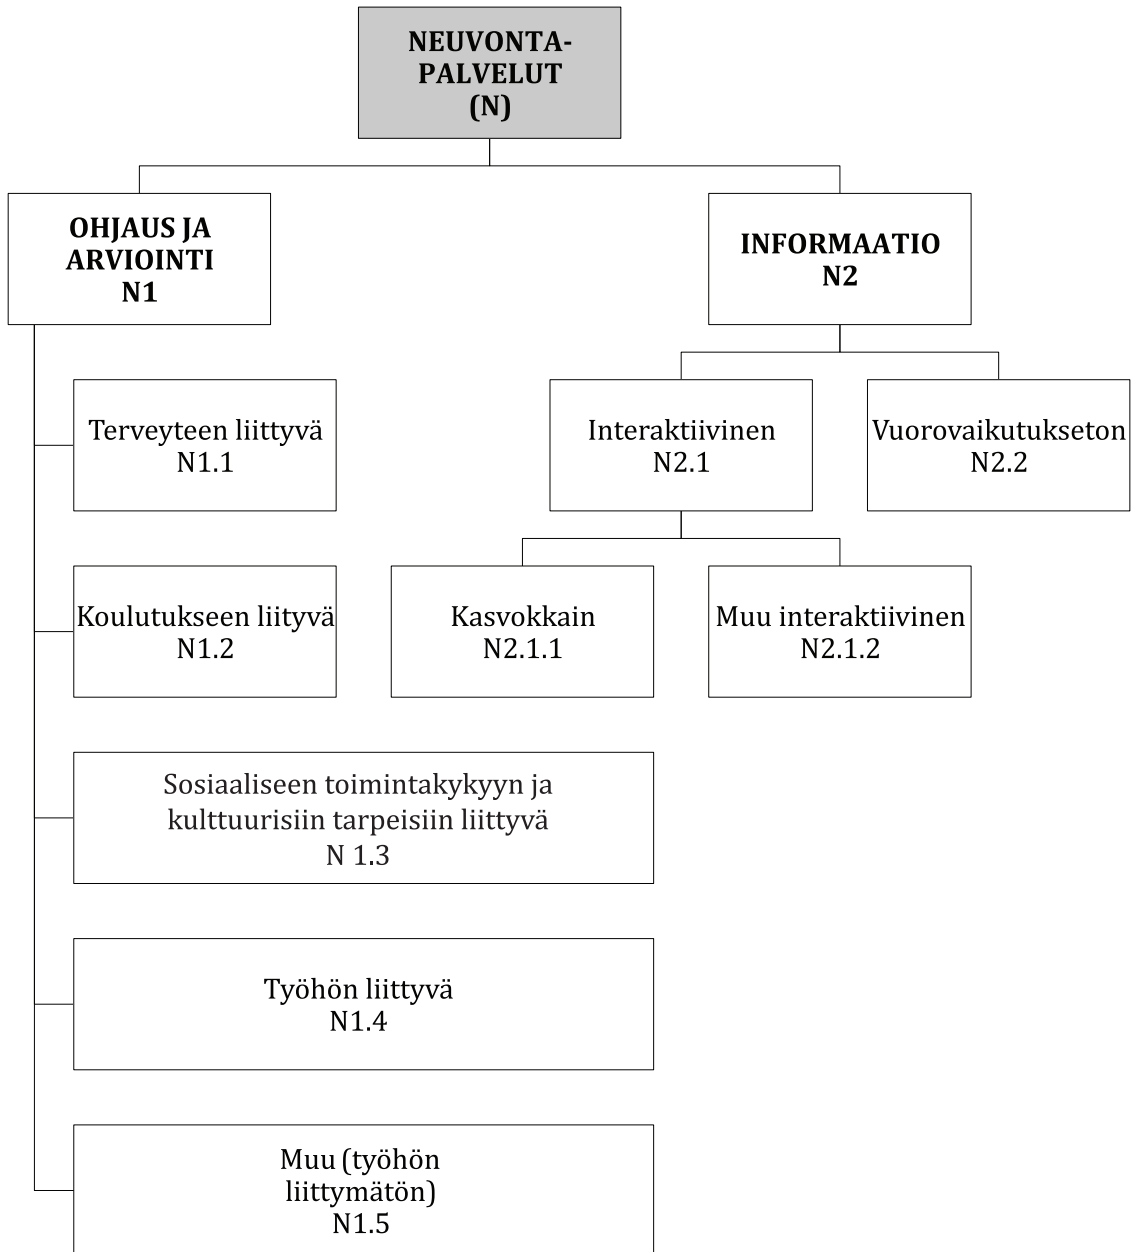 NEUVONTA-
PALVELUT
(N)
OHJAUS JA
ARVIOINTI
N1
INFORMAATIO
N2
Terveyteen liittyvä
N1.1
Interaktiivinen
N2.1
Vuorovaikutukseton
N2.2
Koulutukseen liityvä
N1.2
Kasvokkain
N2.1.1
Muu interaktiivinen
N2.1.2
Sosiaaliseen toimintakykyyn ja
kulttuurisiin tarpeisiin liittyvä
N 1.3
Työhön liittyvä
N1.4
Muu (työhön
liittymätön)
N1.5